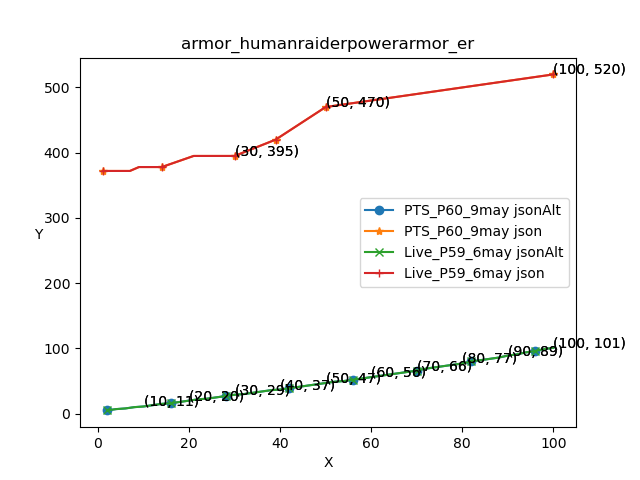 armor_humanraiderpowerarmor_er
500
400
300
200
100
0
Y
(100, 520)
(50, 470)
(30, 395)
PTS_P60_9may jsonAlt
PTS_P60_9may json
Live_P59_6may jsonAlt
Live_P59_6may json
(10, 11)
(20, 20)
(30, 29)
(40, 37)
(50, 47)
(60, 56)
(70, 66)
(80, 77)
(90, 89)
(100, 101)
0 20 40 60 80 100
X